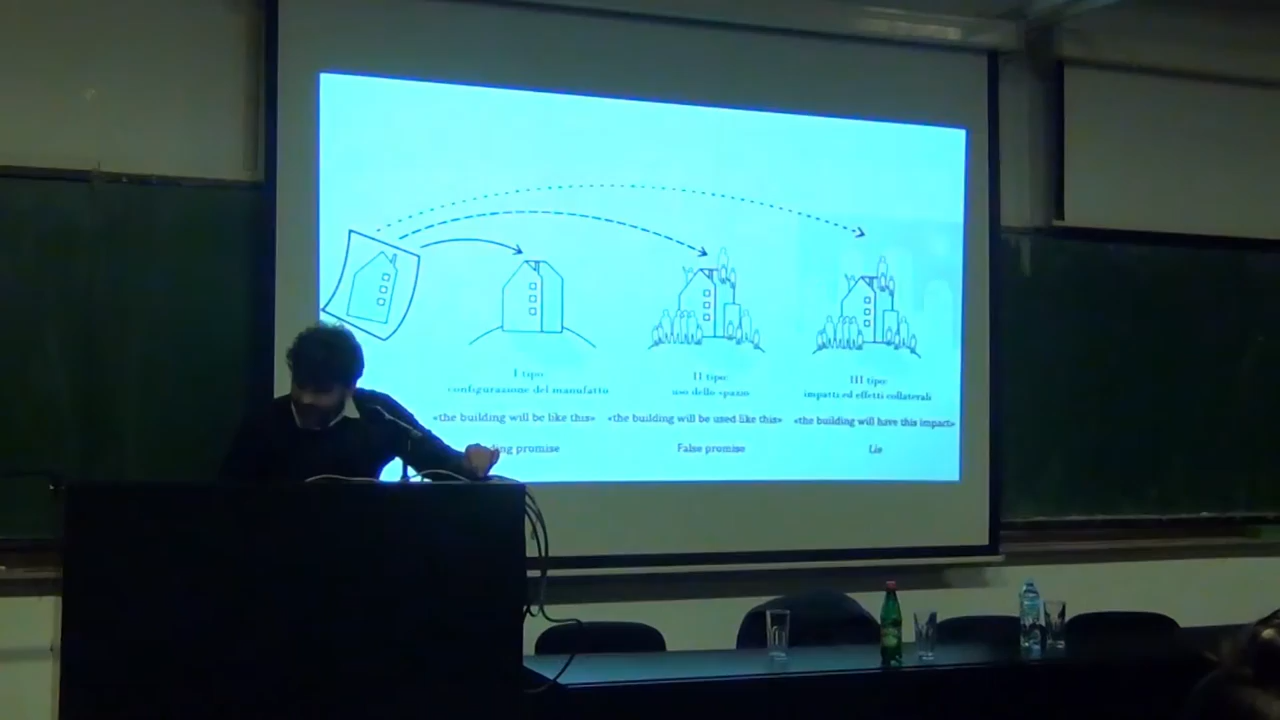 I tipo
configurazione del manufatto
«the building will be like this»
promise
II tipo
uso dello spazio
«the building will be used like this»
False promise
III tipo
impatti ed effetti collaterali
«the building will have this impact»
Lie